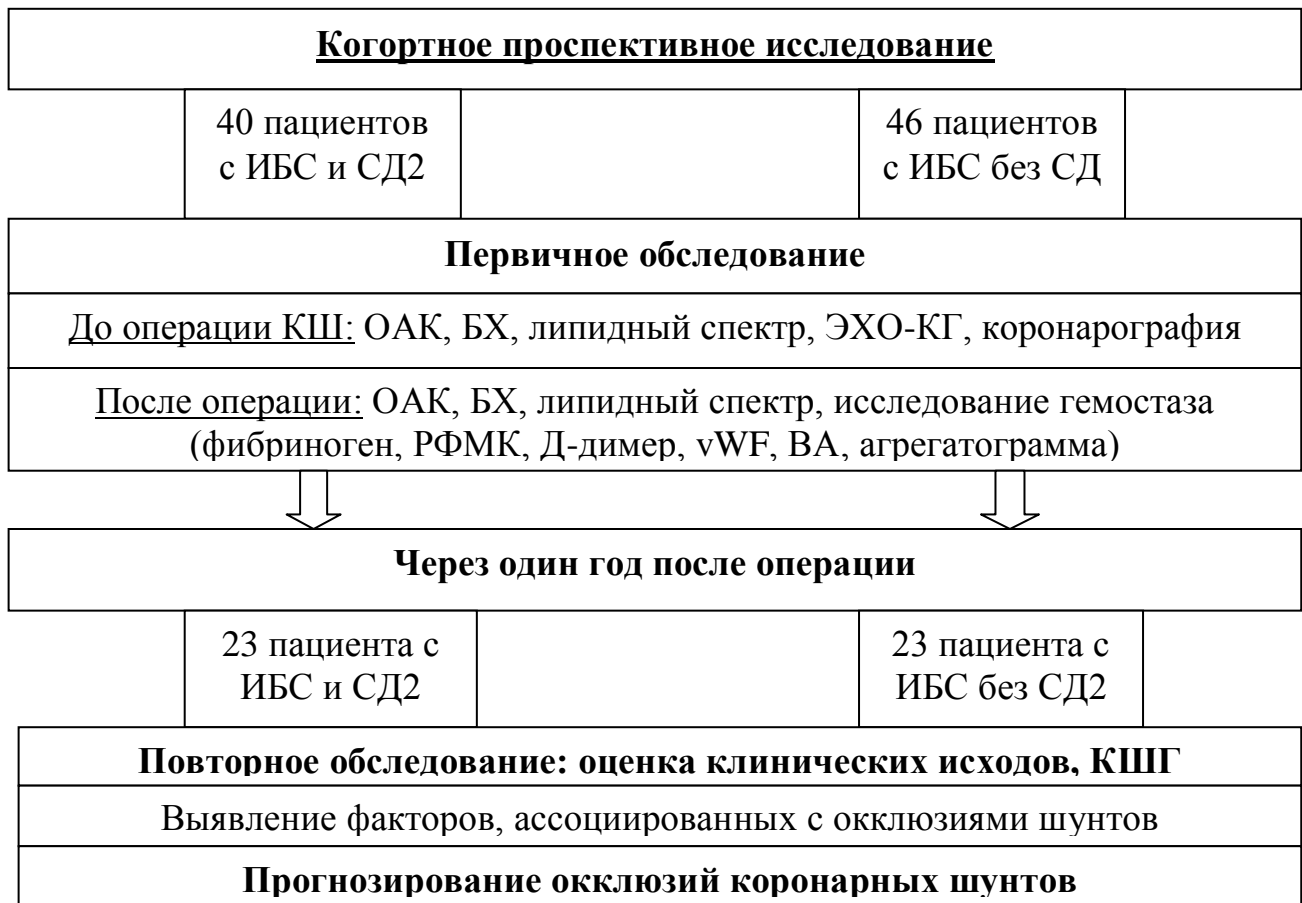 Когортное проспективное исследование
40 пациентов
с ИБС и СД2
46 пациентов
с ИБС без СД
Первичное обследование
До операции КШ: ОАК, БХ, липидный спектр, ЭХО-КГ, коронарография
После операции: ОАК, БХ, липидный спектр, исследование гемостаза
(фибриноген, РФМК, Д-димер, vWF, ВА, агрегатограмма)
Через один год после операции
23 пациента с
ИБС и СД2
23 пациента с
ИБС без СД2
Повторное обследование: оценка клинических исходов, КШГ
Выявление факторов, ассоциированных с окклюзиями шунтов
Прогнозирование окклюзий коронарных шунтов